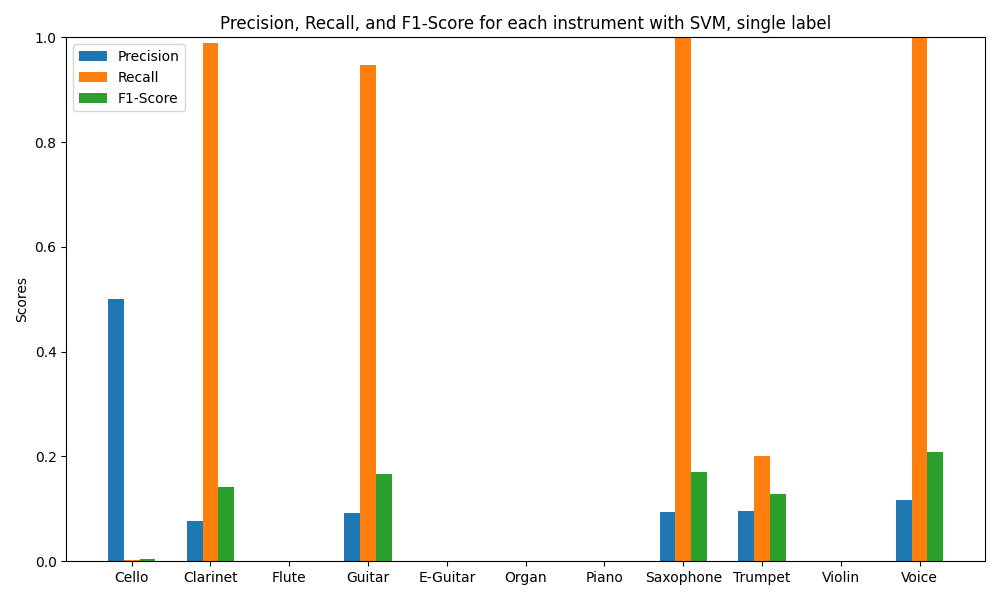 Precision, Recall, and F1-Score for each instrument with SVM, single label
Precision
Recall
F1-Score
Scores
1.0
0.8
0.6
0.4
0.2
0.0
Cello Clarinet Flute Guitar E-Guitar Organ Piano Saxophone Trumpet Violin Voice